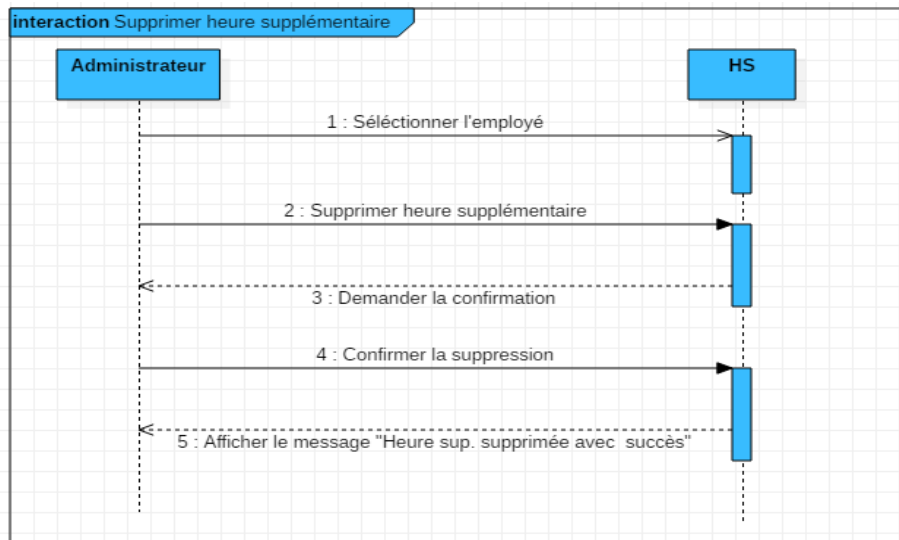 interaction Supprimer heure supplémentaire
Administrateur
HS
1 : Séléctionner l'employé
2 : Supprimer heure supplémentaire
3 : Demander la confirmation
4 : Confirmer la suppression
5 : Afficher le message "Heure sup. supprimée avec  succès"